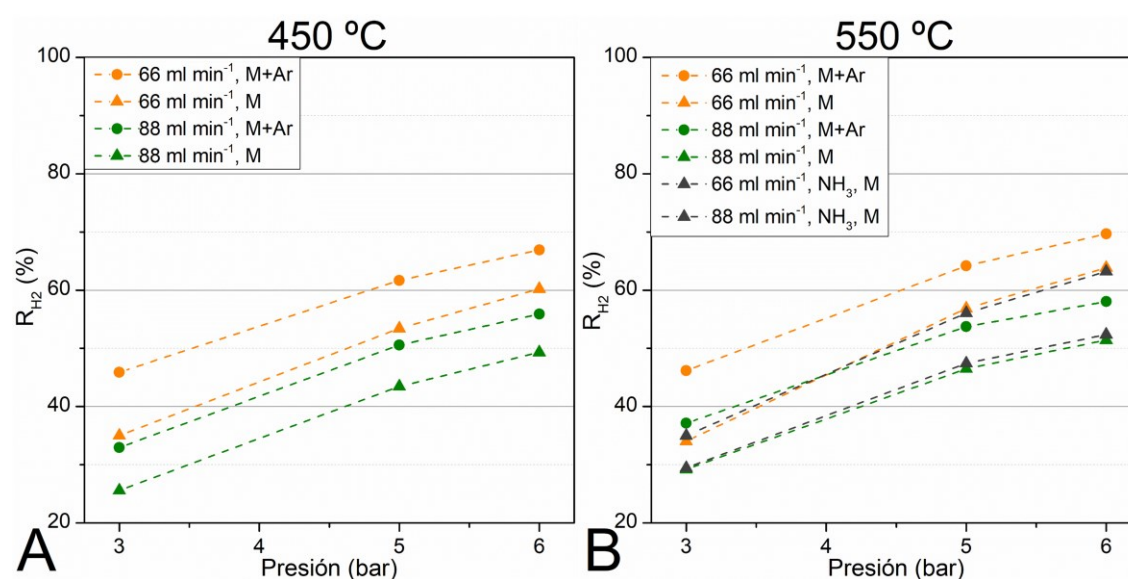 450 ºC
100
80
60
40
20
R_H2 (%)
66 ml min⁻¹, M+Ar
66 ml min⁻¹, M
88 ml min⁻¹, M+Ar
88 ml min⁻¹, M
3 4 5 6
Presión (bar)
A
550 ºC
100
80
60
40
20
R_H2 (%)
66 ml min⁻¹, M+Ar
66 ml min⁻¹, M
88 ml min⁻¹, M+Ar
88 ml min⁻¹, M
66 ml min⁻¹, NH₃, M
88 ml min⁻¹, NH₃, M
3 4 5 6
Presión (bar)
B